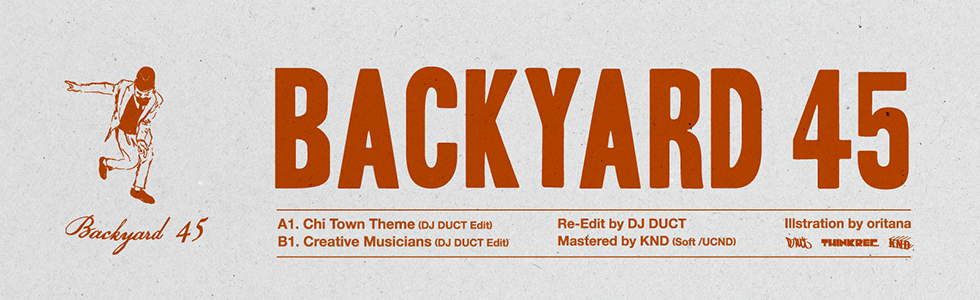 BACKYARD 45
Backyard 45
A1. Chi Town Theme (DJ DUCT Edit)
B1. Creative Musicians (DJ DUCT Edit)
Re-Edit by DJ DUCT
Mastered by KND (Soft /UCND)
Illstration by oritana
THINKREC. KND